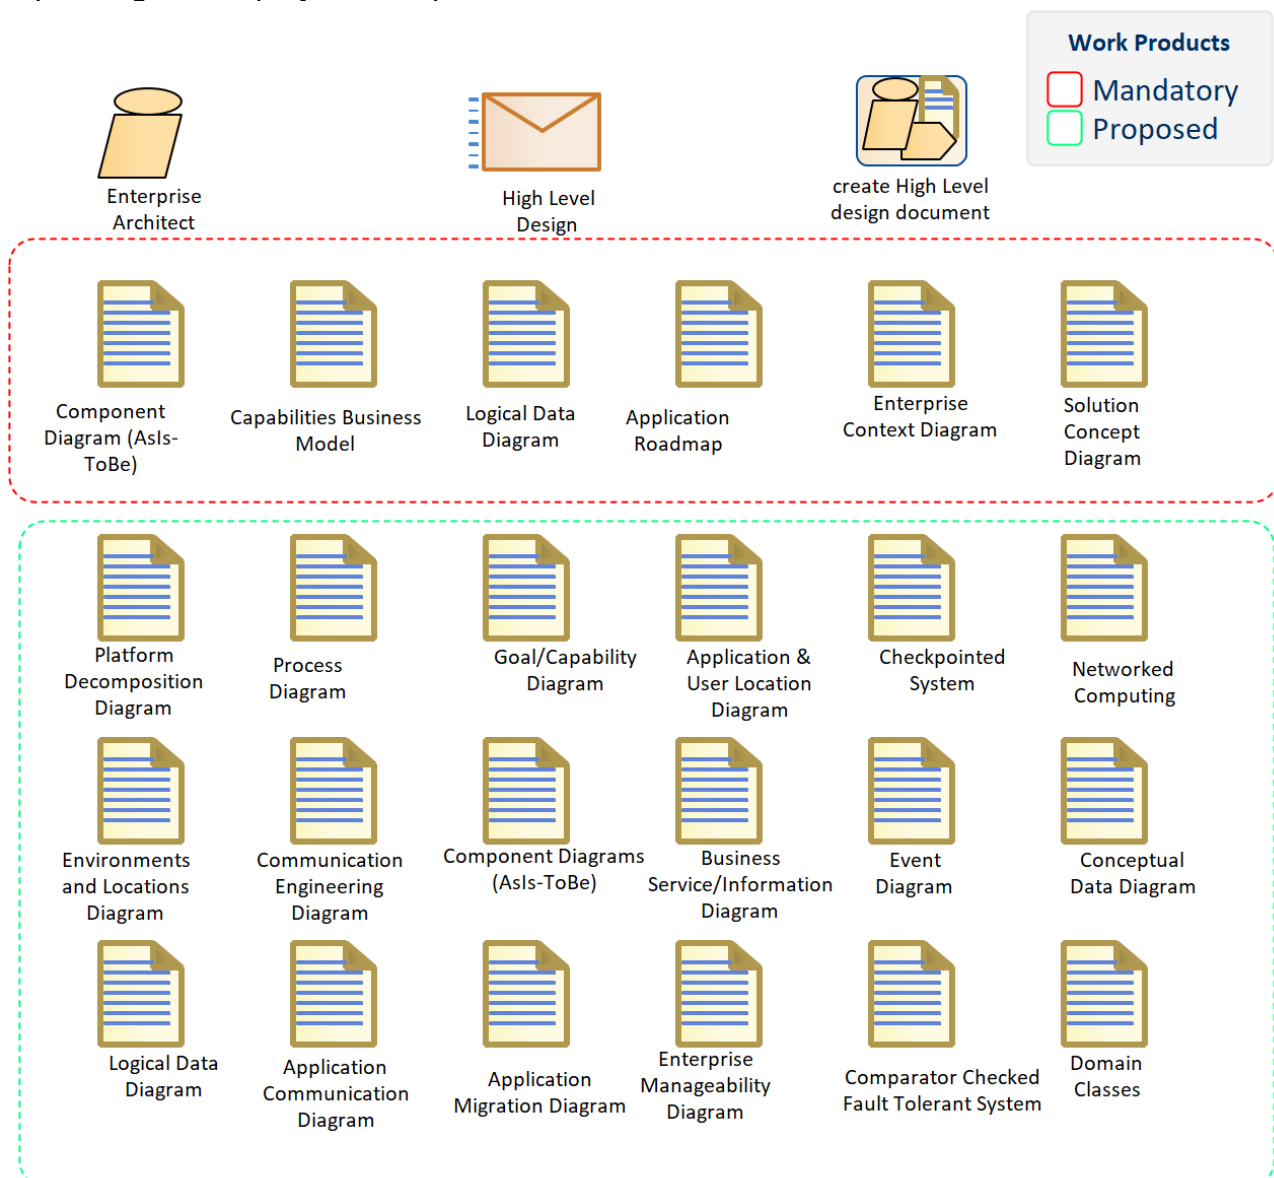 Work Products
Mandatory
Proposed
Enterprise
Architect
High Level
Design
create High Level
design document
Component
Diagram (AsIs-
ToBe)
Capabilities Business
Model
Logical Data
Diagram
Application
Roadmap
Enterprise
Context Diagram
Solution
Concept
Diagram
Platform
Decomposition
Diagram
Process
Diagram
Goal/Capability
Diagram
Application &
User Location
Diagram
Checkpointed
System
Networked
Computing
Environments
and Locations
Diagram
Communication
Engineering
Diagram
Component Diagrams
(AsIs-ToBe)
Business
Service/Information
Diagram
Event
Diagram
Conceptual
Data Diagram
Logical Data
Diagram
Application
Communication
Diagram
Application
Migration Diagram
Enterprise
Manageability
Diagram
Comparator Checked
Fault Tolerant System
Domain
Classes